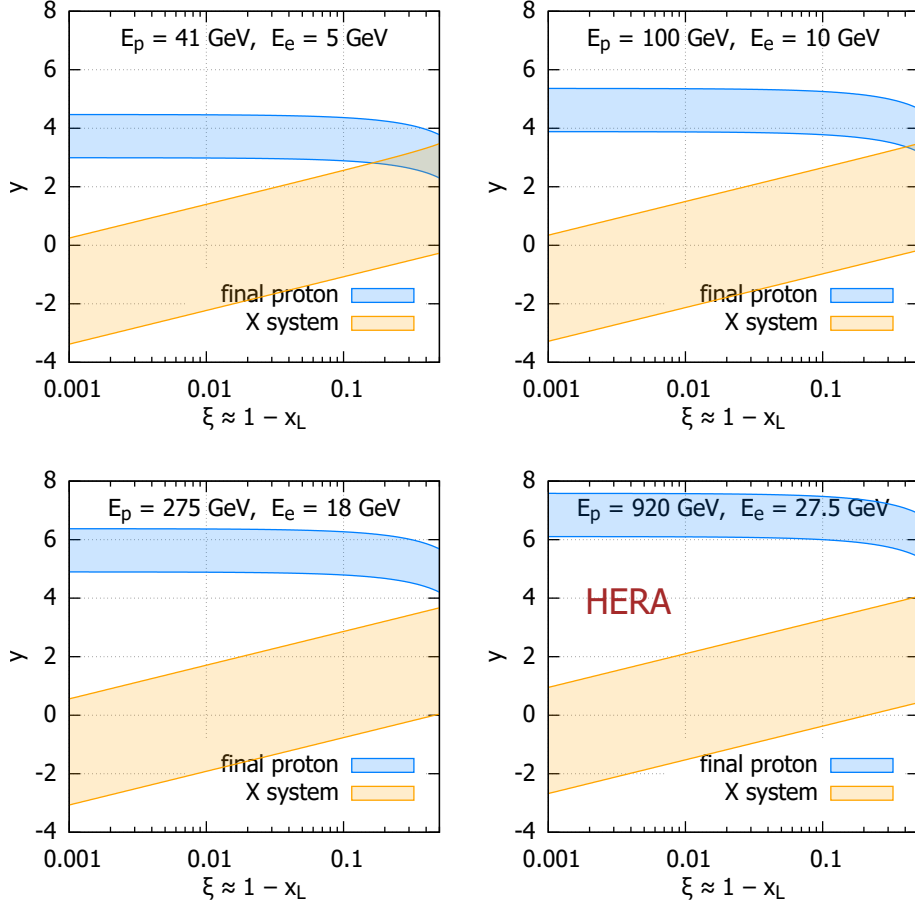 E_p = 41 GeV, E_e = 5 GeV
8
6
4
2
0
-2
-4
y
final proton
X system
0.001
0.01
0.1
ξ ≈ 1 − x_L
E_p = 100 GeV, E_e = 10 GeV
8
6
4
2
0
-2
-4
y
final proton
X system
0.001
0.01
0.1
ξ ≈ 1 − x_L
E_p = 275 GeV, E_e = 18 GeV
8
6
4
2
0
-2
-4
y
final proton
X system
0.001
0.01
0.1
ξ ≈ 1 − x_L
E_p = 920 GeV, E_e = 27.5 GeV
8
6
4
2
0
-2
-4
y
HERA
final proton
X system
0.001
0.01
0.1
ξ ≈ 1 − x_L